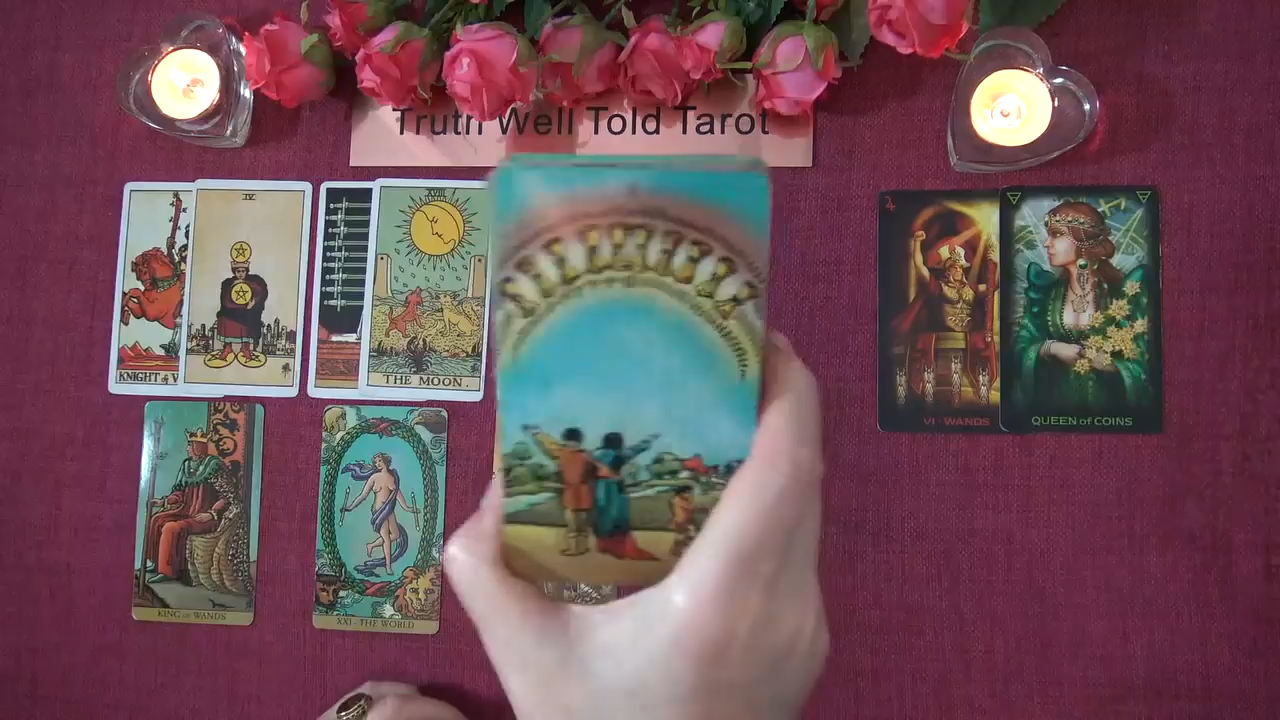 Truth Well Told Tarot
IV
XVIII
KNIGHT of W
THE MOON.
VI - WANDS
QUEEN of COINS
KING of WANDS
XXI - THE WORLD